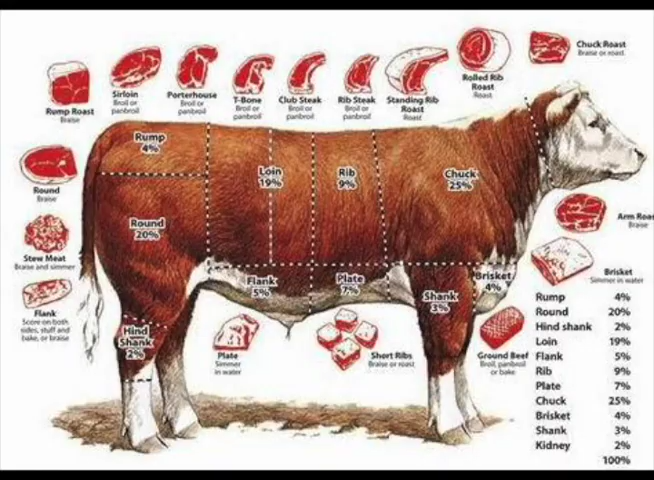 Chuck Roast
Braise or roast
Rolled Rib
Roast
Roast
Standing Rib
Roast
Roast
Rib Steak
Broil or
panbroil
Club Steak
Broil or
panbroil
T-Bone
Broil or
panbroil
Porterhouse
Broil or
panbroil
Sirloin
Broil or
panbroil
Rump Roast
Braise
Round
Braise
Stew Meat
Braise and simmer
Flank
Score on both
sides, stuff and
bake, or braise
Rump
4%
Loin
19%
Rib
9%
Chuck
25%
Round
20%
Flank
5%
Plate
7%
Brisket
4%
Shank
3%
Hind
Shank
2%
Plate
Simmer
in water
Short Ribs
Braise or roast
Ground Beef
Broil, panbroil
or bake
Arm Roas
Braise
Brisket
Simmer in water
Rump 4%
Round 20%
Hind shank 2%
Loin 19%
Flank 5%
Rib 9%
Plate 7%
Chuck 25%
Brisket 4%
Shank 3%
Kidney 2%
100%